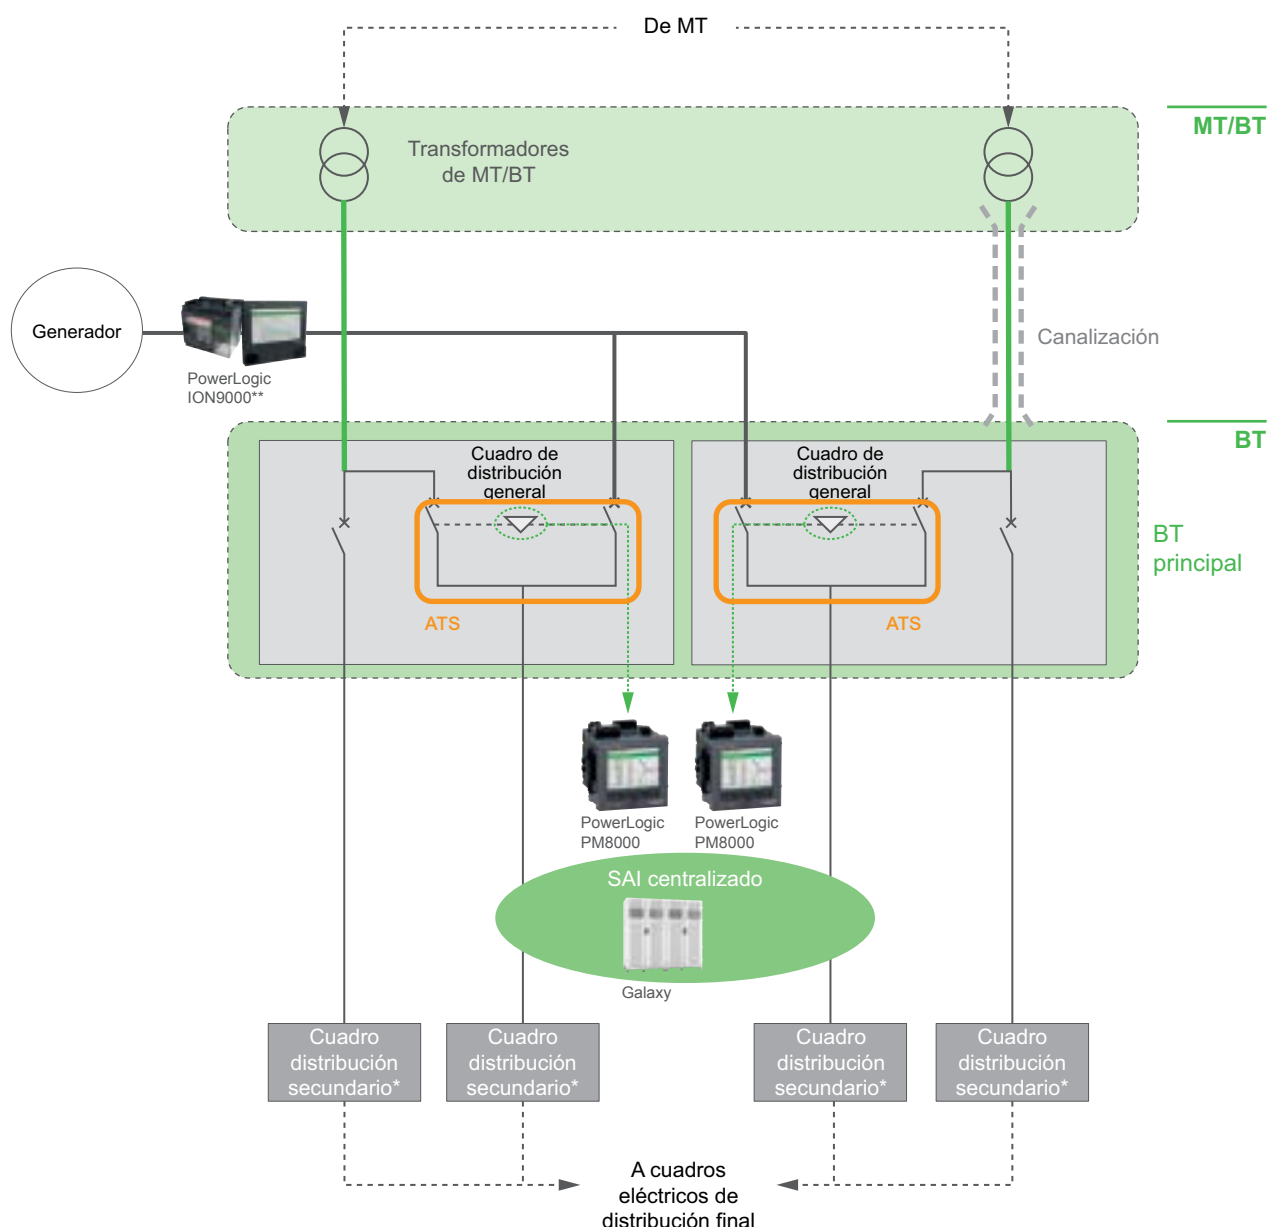 De MT
MT/BT
Transformadores
de MT/BT
Generador
PowerLogic
ION9000**
Canalización
BT
Cuadro de
distribución
general
Cuadro de
distribución
general
ATS
ATS
BT
principal
PowerLogic
PM8000
PowerLogic
PM8000
SAI centralizado
Galaxy
Cuadro
distribución
secundario*
Cuadro
distribución
secundario*
Cuadro
distribución
secundario*
Cuadro
distribución
secundario*
A cuadros
eléctricos de
distribución final